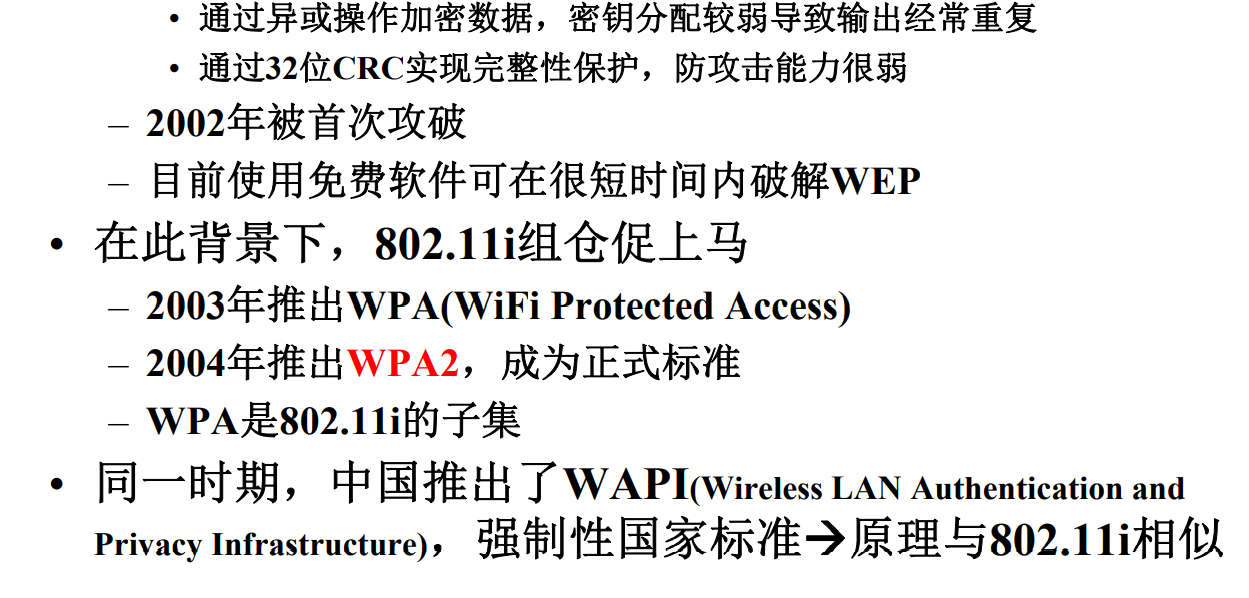 • 通过异或操作加密数据，密钥分配较弱导致输出经常重复
• 通过32位CRC实现完整性保护，防攻击能力很弱
– 2002年被首次攻破
– 目前使用免费软件可在很短时间内破解WEP
• 在此背景下，802.11i组仓促上马
– 2003年推出WPA(WiFi Protected Access)
– 2004年推出WPA2，成为正式标准
– WPA是802.11i的子集
• 同一时期，中国推出了WAPI(Wireless LAN Authentication and
Privacy Infrastructure)，强制性国家标准→原理与802.11i相似